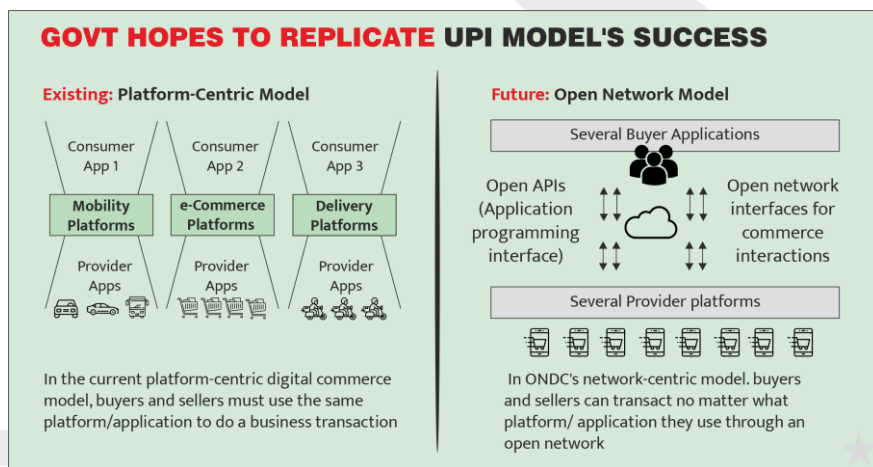 GOVT HOPES TO REPLICATE UPI MODEL'S SUCCESS
Existing: Platform-Centric Model
Consumer
App 1
Consumer
App 2
Consumer
App 3
Mobility
Platforms
e-Commerce
Platforms
Delivery
Platforms
Provider
Apps
Provider
Apps
Provider
Apps
In the current platform-centric digital commerce
model, buyers and sellers must use the same
platform/application to do a business transaction
Future: Open Network Model
Several Buyer Applications
Open APIs
(Application
programming
interface)
Open network
interfaces for
commerce
interactions
Several Provider platforms
In ONDC's network-centric model. buyers
and sellers can transact no matter what
platform/ application they use through an
open network